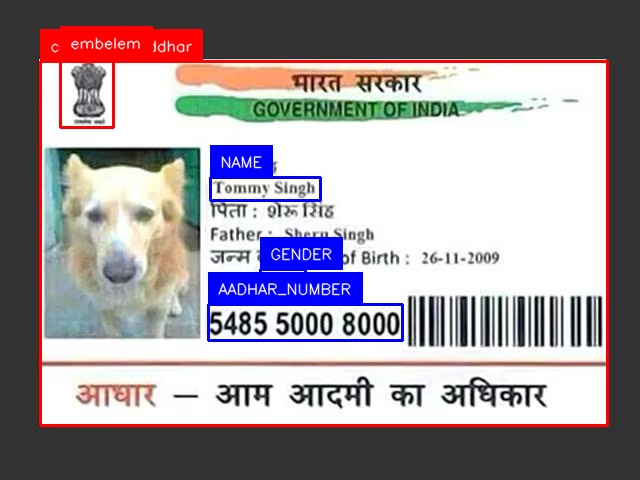 embelem
भारत सरकार
GOVERNMENT OF INDIA
NAME
Tommy Singh
पिता : शेरू सिंह
Father : Sheru Singh
GENDER
जन्म of Birth : 26-11-2009
AADHAR_NUMBER
5485 5000 8000
आधार — आम आदमी का अधिकार